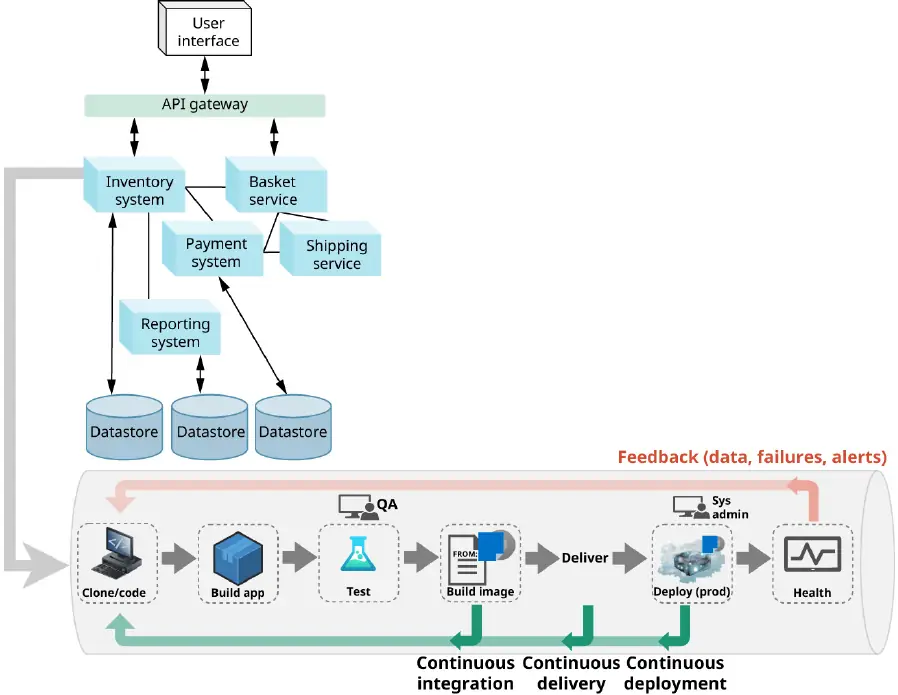 User
interface
API gateway
Inventory
system
Basket
service
Payment
system
Shipping
service
Reporting
system
Datastore
Datastore
Datastore
Feedback (data, failures, alerts)
QA
Sys
admin
FROM:
Deliver
Clone/code
Build app
Test
Build image
Deploy (prod)
Health
Continuous
integration
Continuous
delivery
Continuous
deployment